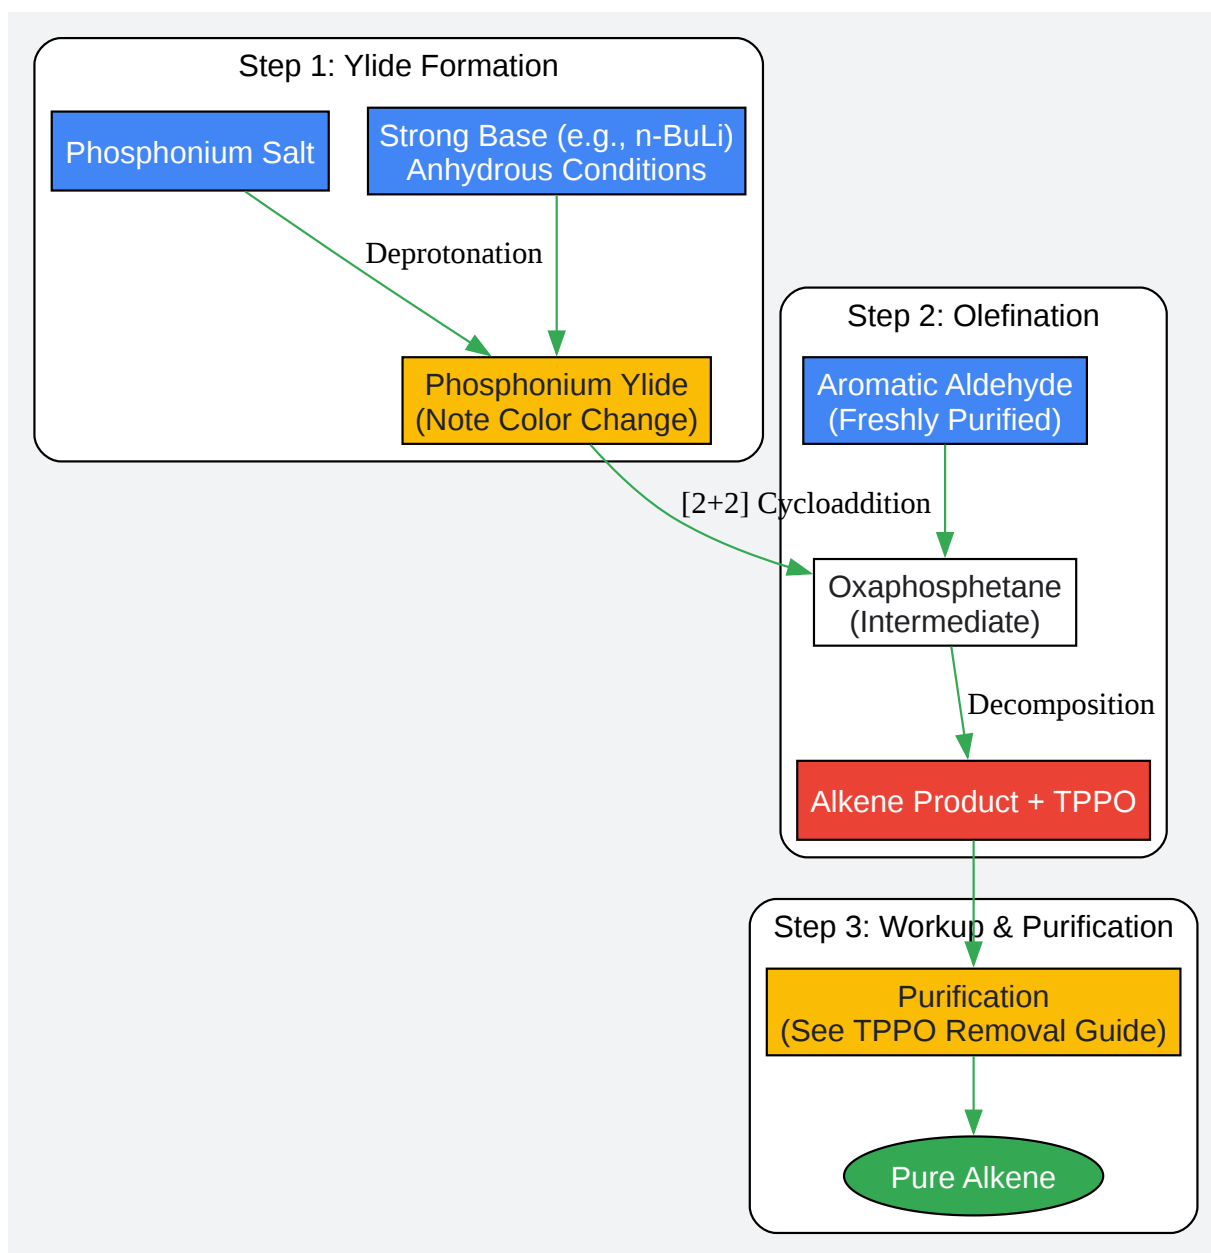 Step 1: Ylide Formation
Phosphonium Salt
Strong Base (e.g., n-BuLi)
Anhydrous Conditions
Deprotonation
Phosphonium Ylide
(Note Color Change)
Step 2: Olefination
Aromatic Aldehyde
(Freshly Purified)
[2+2] Cycloaddition
Oxaphosphetane
(Intermediate)
Decomposition
Alkene Product + TPPO
Step 3: Workup & Purification
Purification
(See TPPO Removal Guide)
Pure Alkene